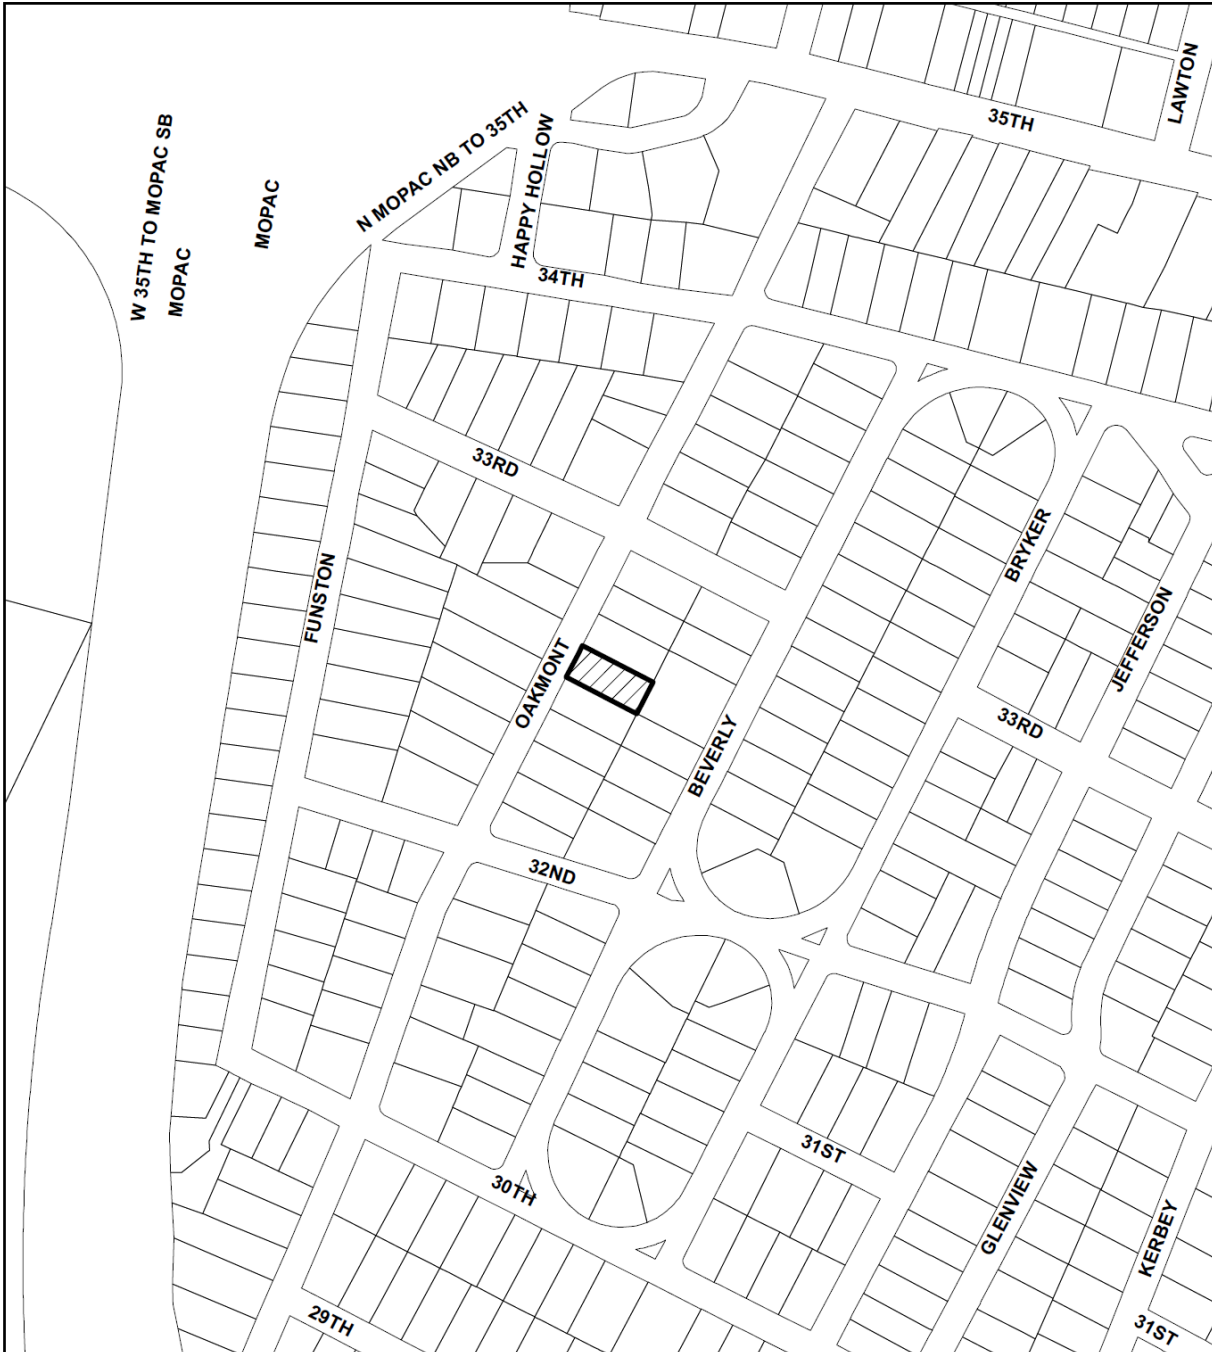 LAWTON
35TH
N MOPAC NB TO 35TH
HAPPY HOLLOW
W 35TH TO MOPAC SB
MOPAC
MOPAC
34TH
33RD
BRYKER
FUNSTON
JEFFERSON
OAKMONT
33RD
BEVERLY
32ND
31ST
30TH
GLENVIEW
KERBEY
29TH
31ST